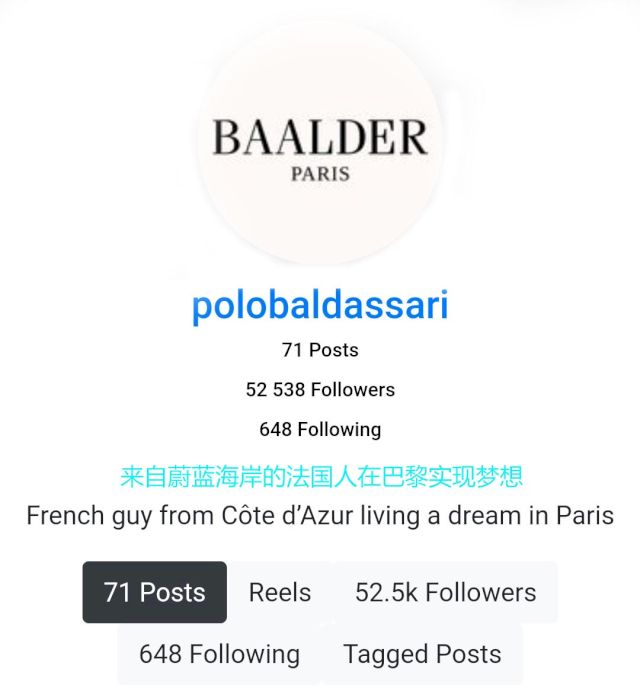 BAALDER
PARIS
polobaldassari
71 Posts
52 538 Followers
648 Following
来自蔚蓝海岸的法国人在巴黎实现梦想
French guy from Côte d’Azur living a dream in Paris
71 Posts Reels 52.5k Followers
648 Following Tagged Posts